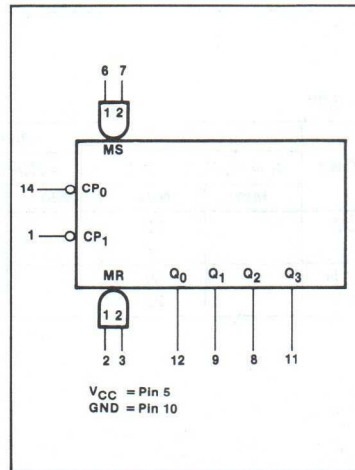 6 7
1 2
MS
14 CP0
1 CP1
MR Q0 Q1 Q2 Q3
1 2
2 3 12 9 8 11
VCC = Pin 5
GND = Pin 10